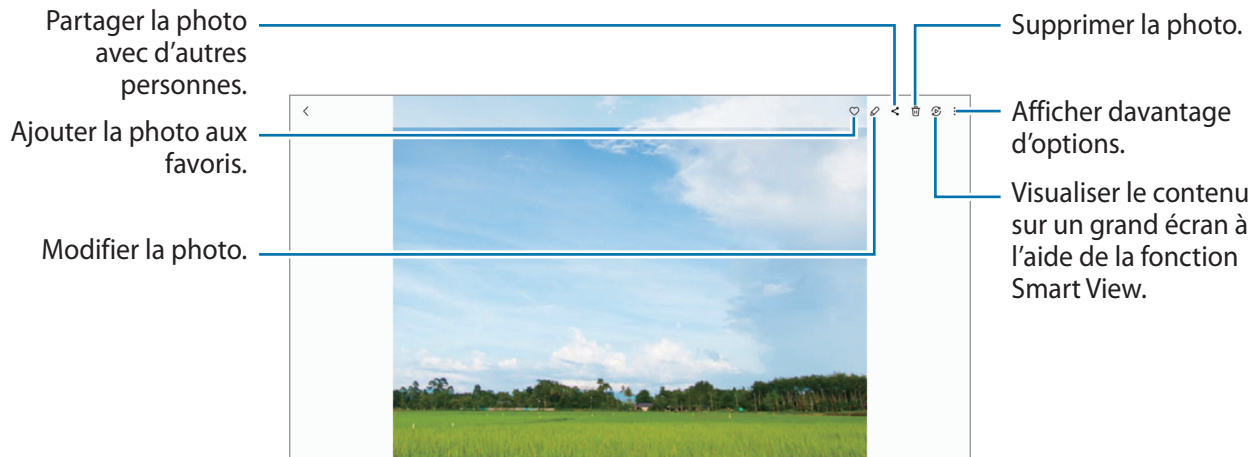 Partager la photo
avec d'autres
personnes.
Ajouter la photo aux
favoris.
Modifier la photo.
Supprimer la photo.
Afficher davantage
d'options.
Visualiser le contenu
sur un grand écran à
l'aide de la fonction
Smart View.